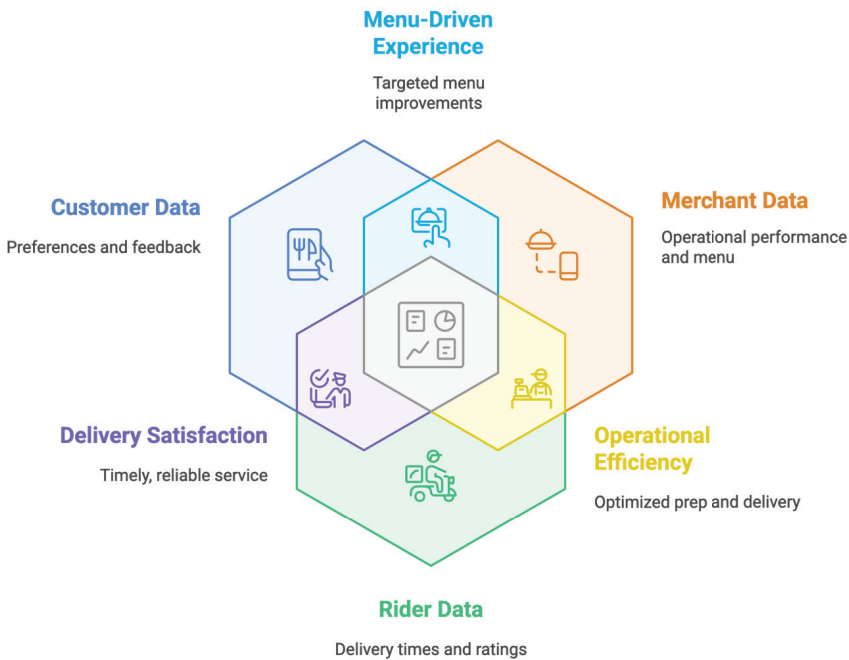 Menu-Driven
Experience
Targeted menu
improvements
Customer Data
Preferences and feedback
Merchant Data
Operational performance
and menu
Delivery Satisfaction
Timely, reliable service
Operational
Efficiency
Optimized prep and delivery
Rider Data
Delivery times and ratings